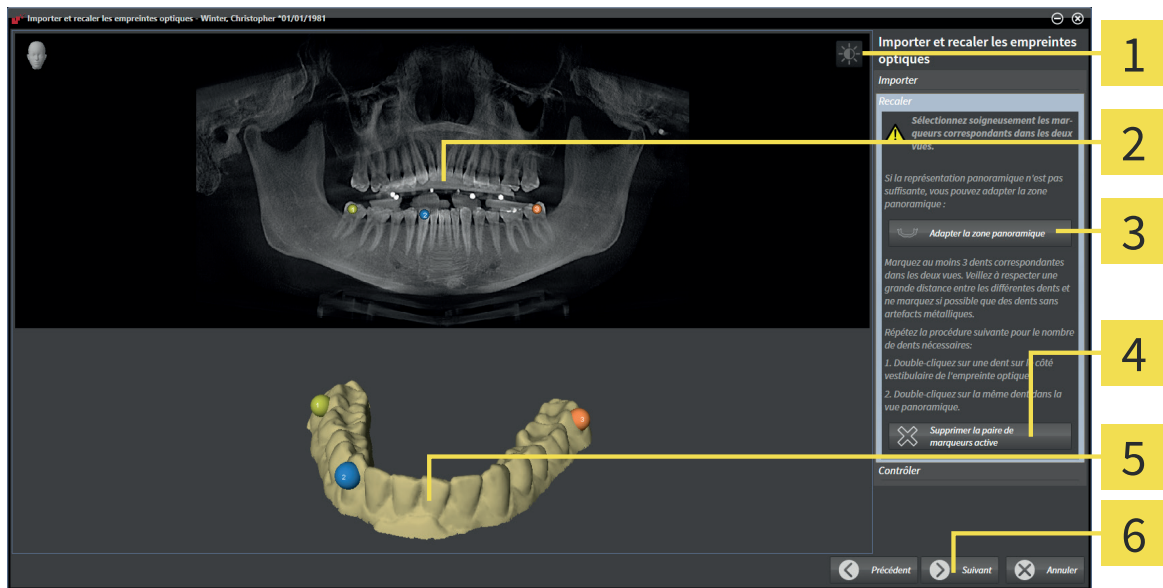 Importer et recaler les empreintes optiques - Winter, Christopher *01/01/1981
Importer et recaler les empreintes
optiques
Importer
Recaler
Sélectionnez soigneusement les mar-
queurs correspondants dans les deux
vues.
Si la représentation panoramique n'est pas
suffisante, vous pouvez adapter la zone
panoramique :
Adapter la zone panoramique
Marquez au moins 3 dents correspondantes
dans les deux vues. Veillez à respecter une
grande distance entre les différentes dents et
ne marquez si possible que des dents sans
artefacts métalliques.
Répétez la procédure suivante pour le nombre
de dents nécessaires:
1. Double-cliquez sur une dent sur le côté
vestibulaire de l'empreinte optique.
2. Double-cliquez sur la même dent dans la
vue panoramique.
Supprimer la paire de
marqueurs active
Contrôler
Précédent
Suivant
Annuler
2
2
3
1
2
3
4
5
6